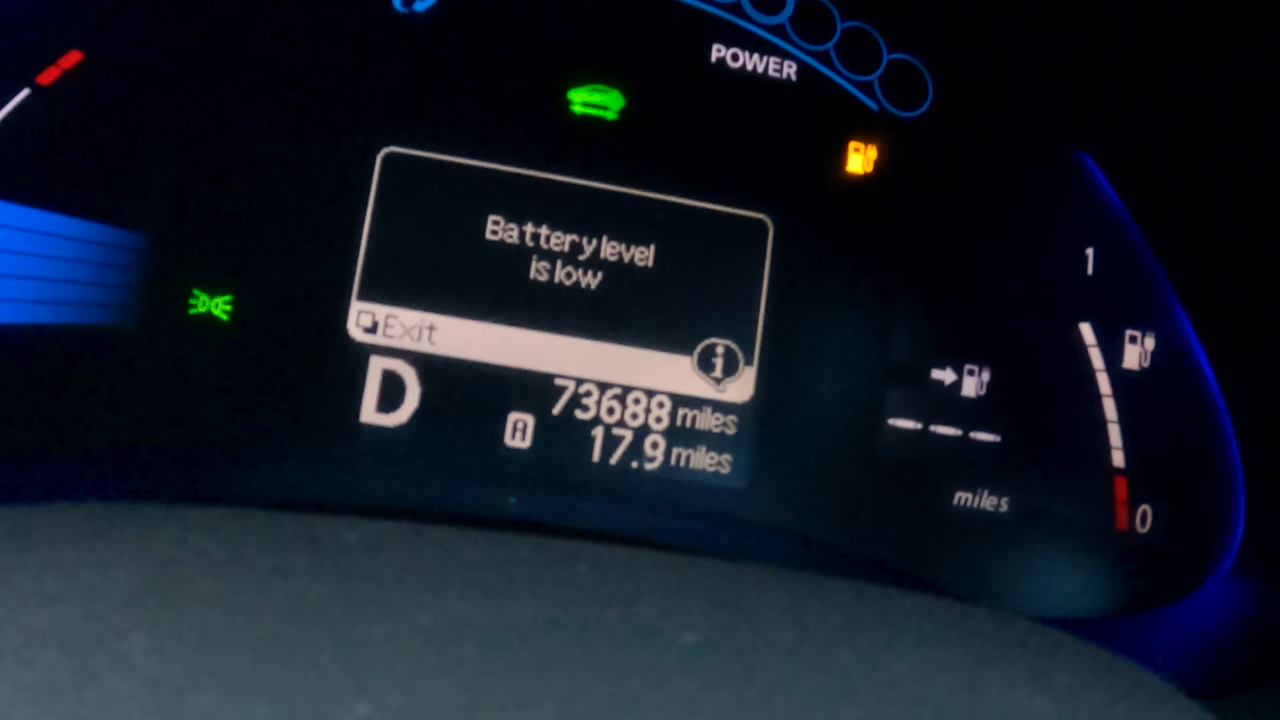 POWER
Battery level
is low
Exit
i
D
73688 miles
A 17.9 miles
1
--- 
miles
0